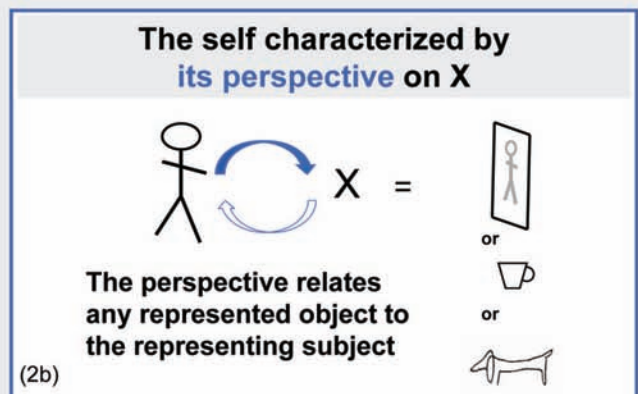 The self characterized by
its perspective on X
X =
or
or
The perspective relates
any represented object to
the representing subject
(2b)